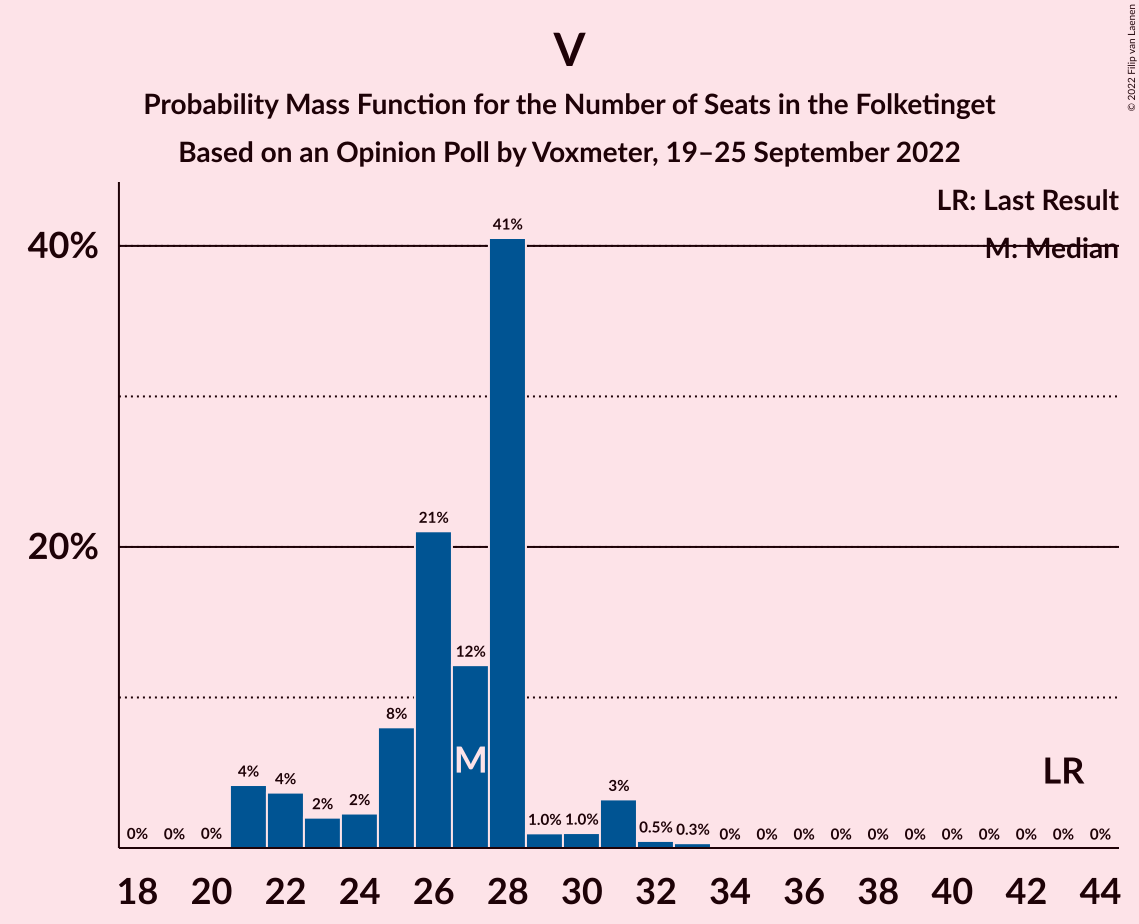 V
Probability Mass Function for the Number of Seats in the Folketinget
Based on an Opinion Poll by Voxmeter, 19–25 September 2022
© 2022 Filip van Laenen
LR: Last Result
M: Median
40%
20%
0% 0% 0% 4% 4% 2% 2% 8% 21% 12% 41% 1.0% 1.0% 3% 0.5% 0.3% 0% 0% 0% 0% 0% 0% 0% 0% 0% 0% 0%
M
LR
18 20 22 24 26 28 30 32 34 36 38 40 42 44